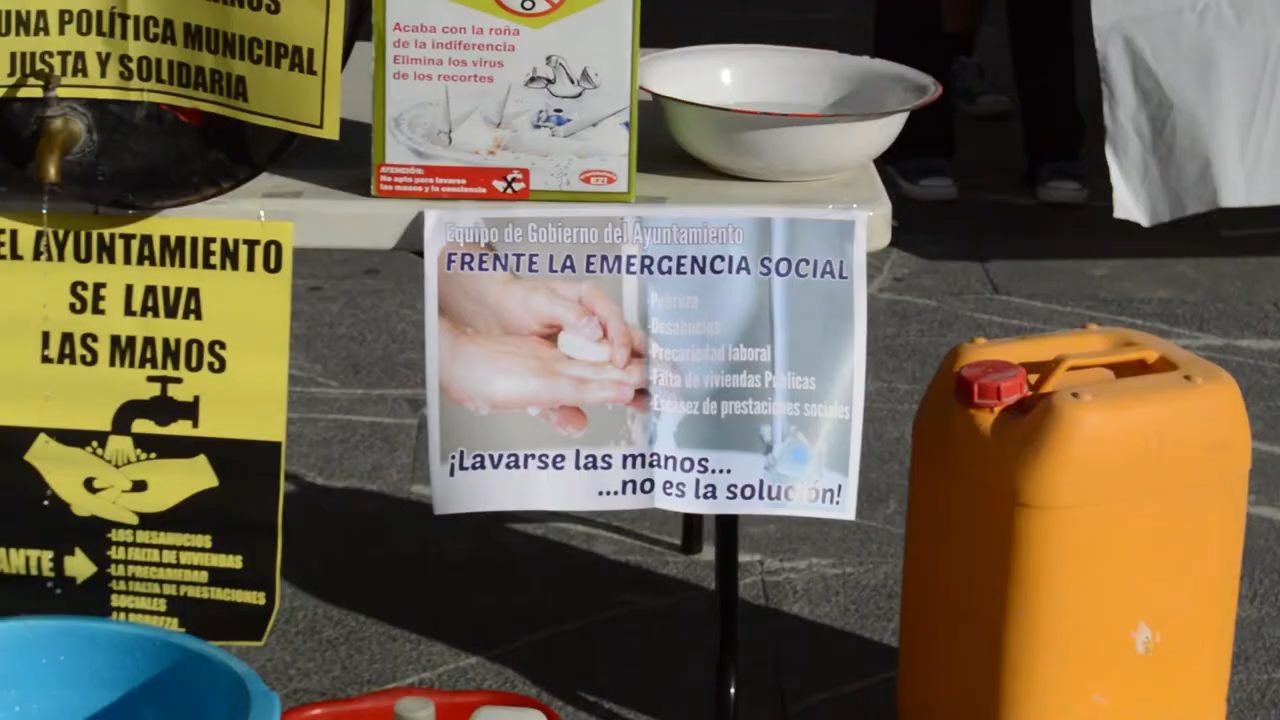 UNA POLÍTICA MUNICIPAL
JUSTA Y SOLIDARIA
Acaba con la roña
de la indiferencia
Elimina los virus
de los recortes
ATENCIÓN:
No apto para lavarse
las manos y la conciencia
EL AYUNTAMIENTO
SE LAVA
LAS MANOS
ANTE
-LOS DESAHUCIOS
-LA FALTA DE VIVIENDAS
-LA PRECARIEDAD
-LA FALTA DE PRESTACIONES
SOCIALES
-LA POBREZA...
Equipo de Gobierno del Ayuntamiento
FRENTE LA EMERGENCIA SOCIAL
-Pobreza
-Desahucios
-Precariedad laboral
-Falta de viviendas Publicas
-Escasez de prestaciones sociales
¡Lavarse las manos...
...no es la solución!